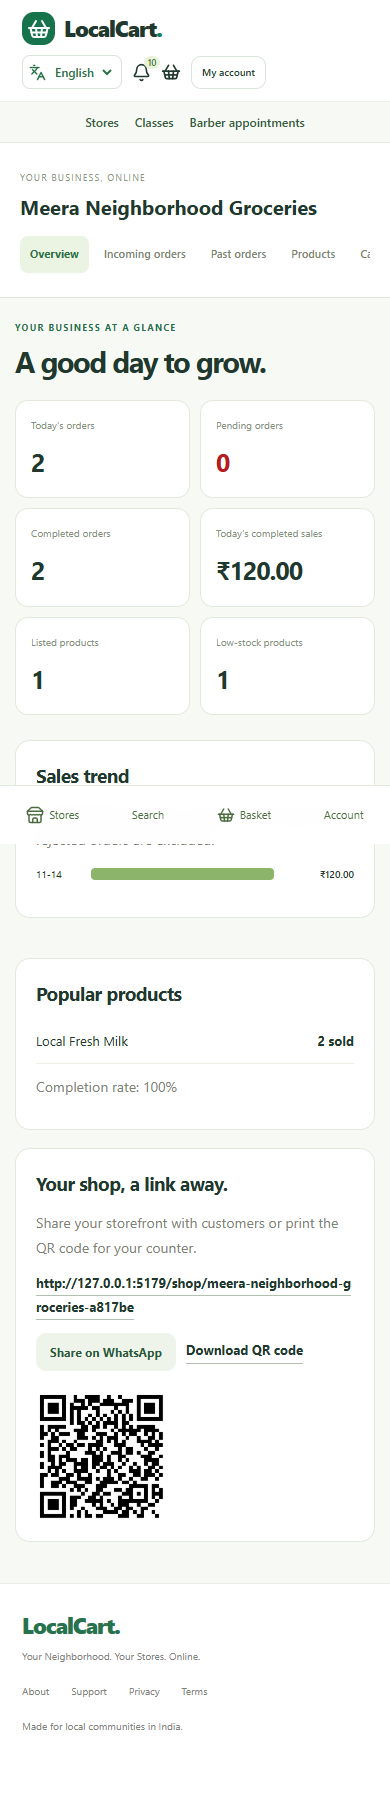 LocalCart.
English
10
My account
Stores Classes Barber appointments
YOUR BUSINESS, ONLINE
Meera Neighborhood Groceries
Overview Incoming orders Past orders Products Ca
YOUR BUSINESS AT A GLANCE
A good day to grow.
Today's orders
2
Pending orders
0
Completed orders
2
Today's completed sales
₹120.00
Listed products
1
Low-stock products
1
Sales trend
Stores Search Basket Account
11-14 ₹120.00
Popular products
Local Fresh Milk 2 sold
Completion rate: 100%
Your shop, a link away.
Share your storefront with customers or print the
QR code for your counter.
http://127.0.0.1:5179/shop/meera-neighborhood-g
roceries-a817be
Share on WhatsApp Download QR code
LocalCart.
Your Neighborhood. Your Stores. Online.
About Support Privacy Terms
Made for local communities in India.